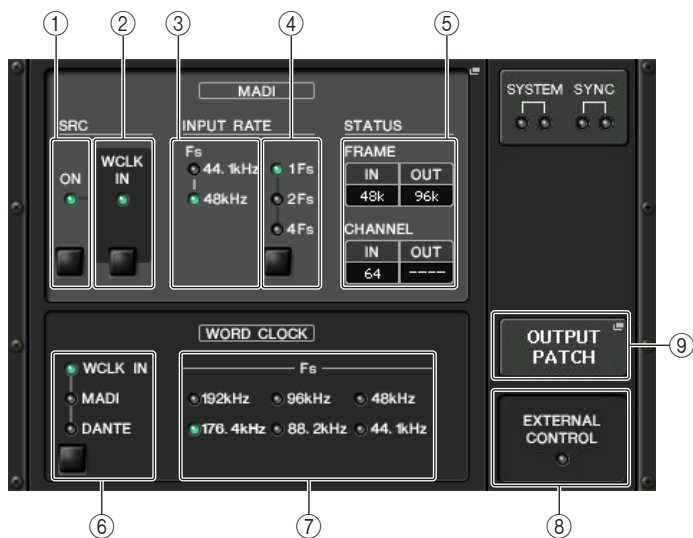 ① ② ③ ④ ⑤
MADI
SYSTEM SYNC
SRC INPUT RATE STATUS
ON
WCLK
IN
Fs
44.1kHz
48kHz
1Fs
2Fs
4Fs
FRAME
IN OUT
48k 96k
CHANNEL
IN OUT
64 ----
WORD CLOCK
WCLK IN
MADI
DANTE
Fs
192kHz 96kHz 48kHz
176.4kHz 88.2kHz 44.1kHz
OUTPUT
PATCH
⑨
EXTERNAL
CONTROL
⑥ ⑦ ⑧